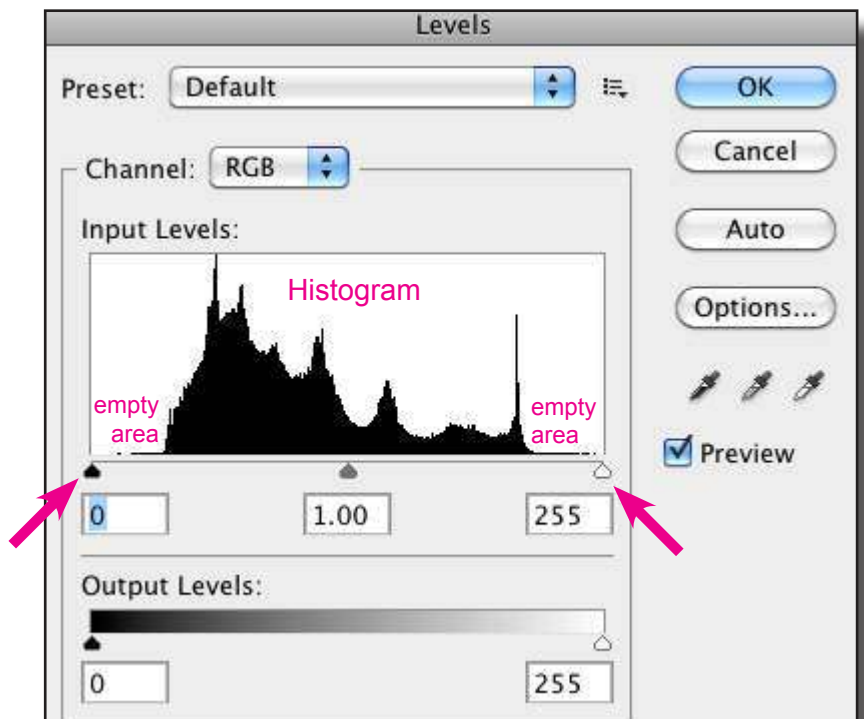 Levels
Preset: Default
OK
Channel: RGB
Cancel
Input Levels:
Auto
Histogram
Options...
empty
area
empty
area
Preview
0 1.00 255
Output Levels:
0 255